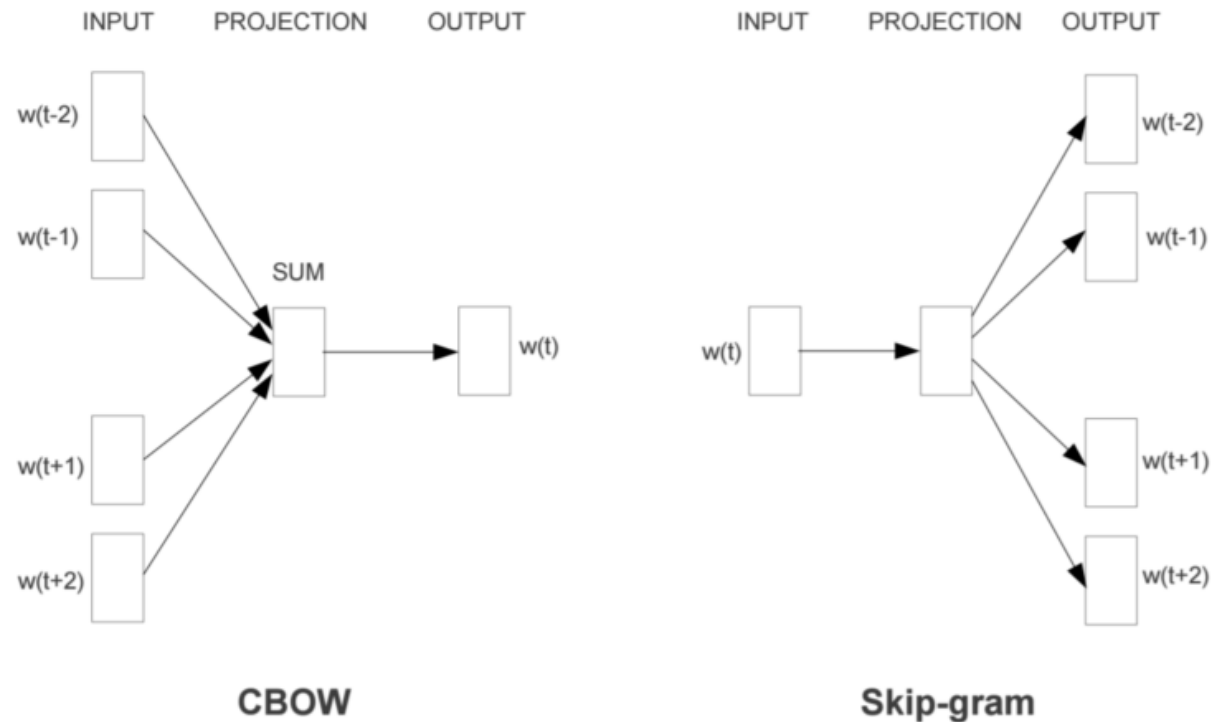 INPUT PROJECTION OUTPUT
w(t-2)
w(t-1)
SUM
w(t)
w(t+1)
w(t+2)
CBOW
INPUT PROJECTION OUTPUT
w(t-2)
w(t-1)
w(t)
w(t+1)
w(t+2)
Skip-gram